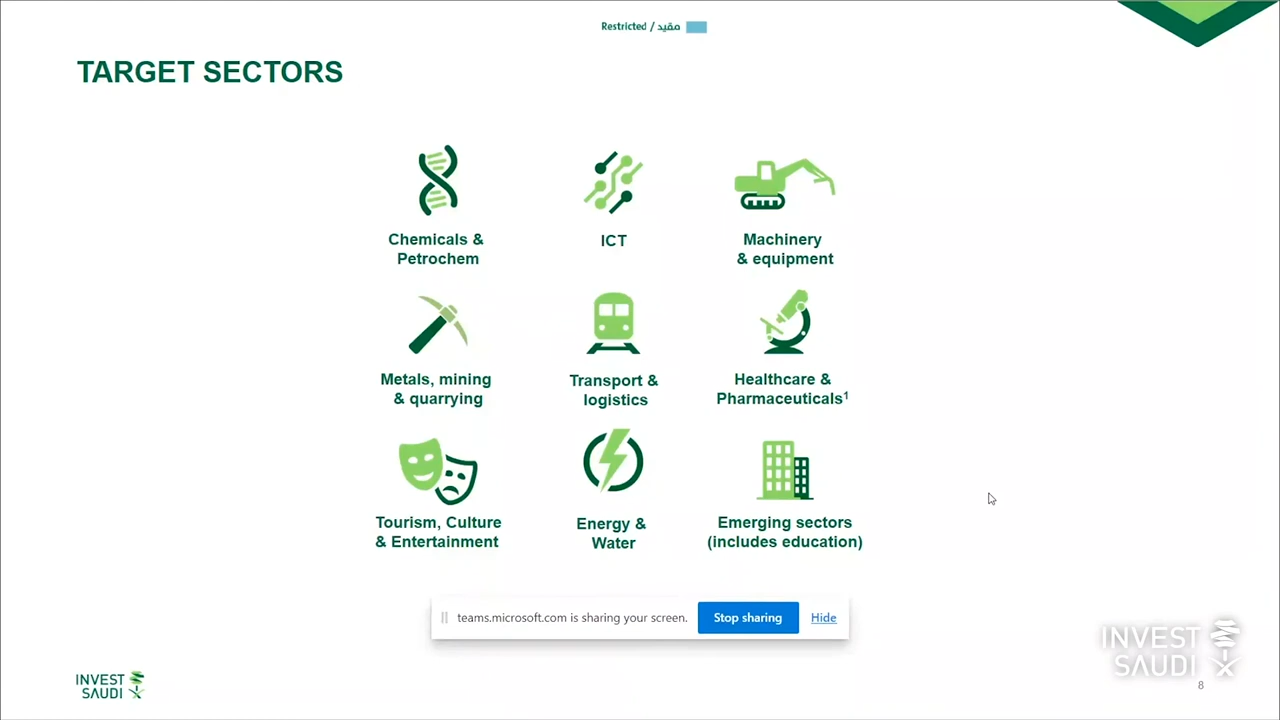 Restricted / مقيد
TARGET SECTORS
Chemicals &
Petrochem
ICT
Machinery
& equipment
Metals, mining
& quarrying
Transport &
logistics
Healthcare &
Pharmaceuticals¹
Tourism, Culture
& Entertainment
Energy &
Water
Emerging sectors
(includes education)
teams.microsoft.com is sharing your screen.
Stop sharing
Hide
INVEST
SAUDI
INVEST
SAUDI
8